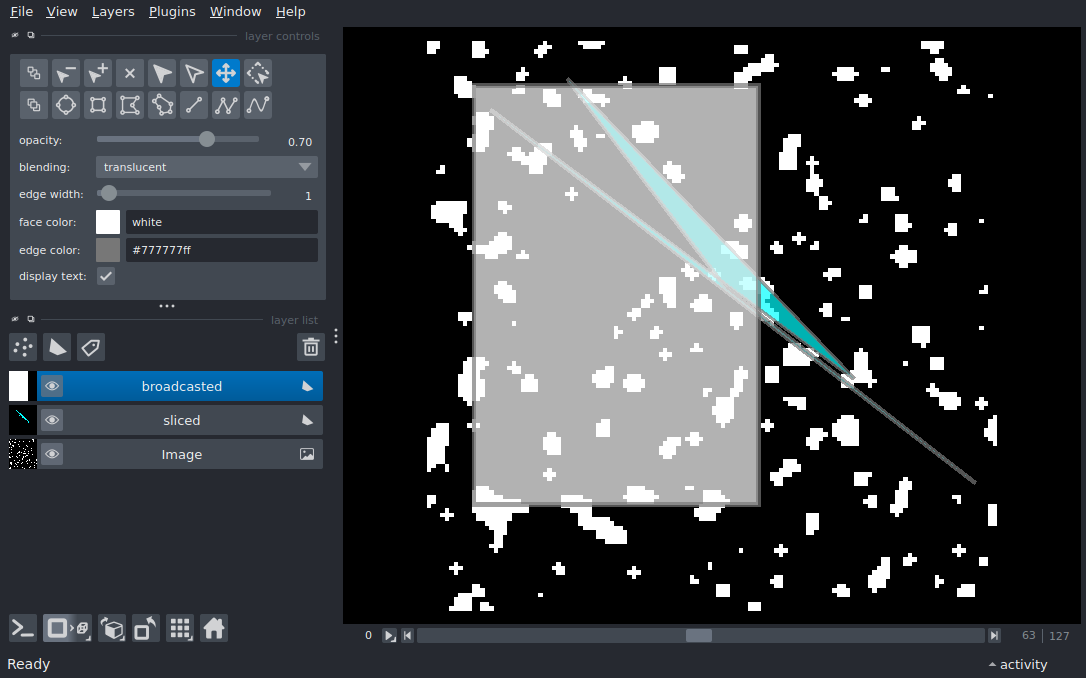 File View Layers Plugins Window Help
layer controls
opacity: 0.70
blending: translucent
edge width: 1
face color: white
edge color: #777777ff
display text:
layer list
broadcasted
sliced
Image
0 63 127
Ready activity